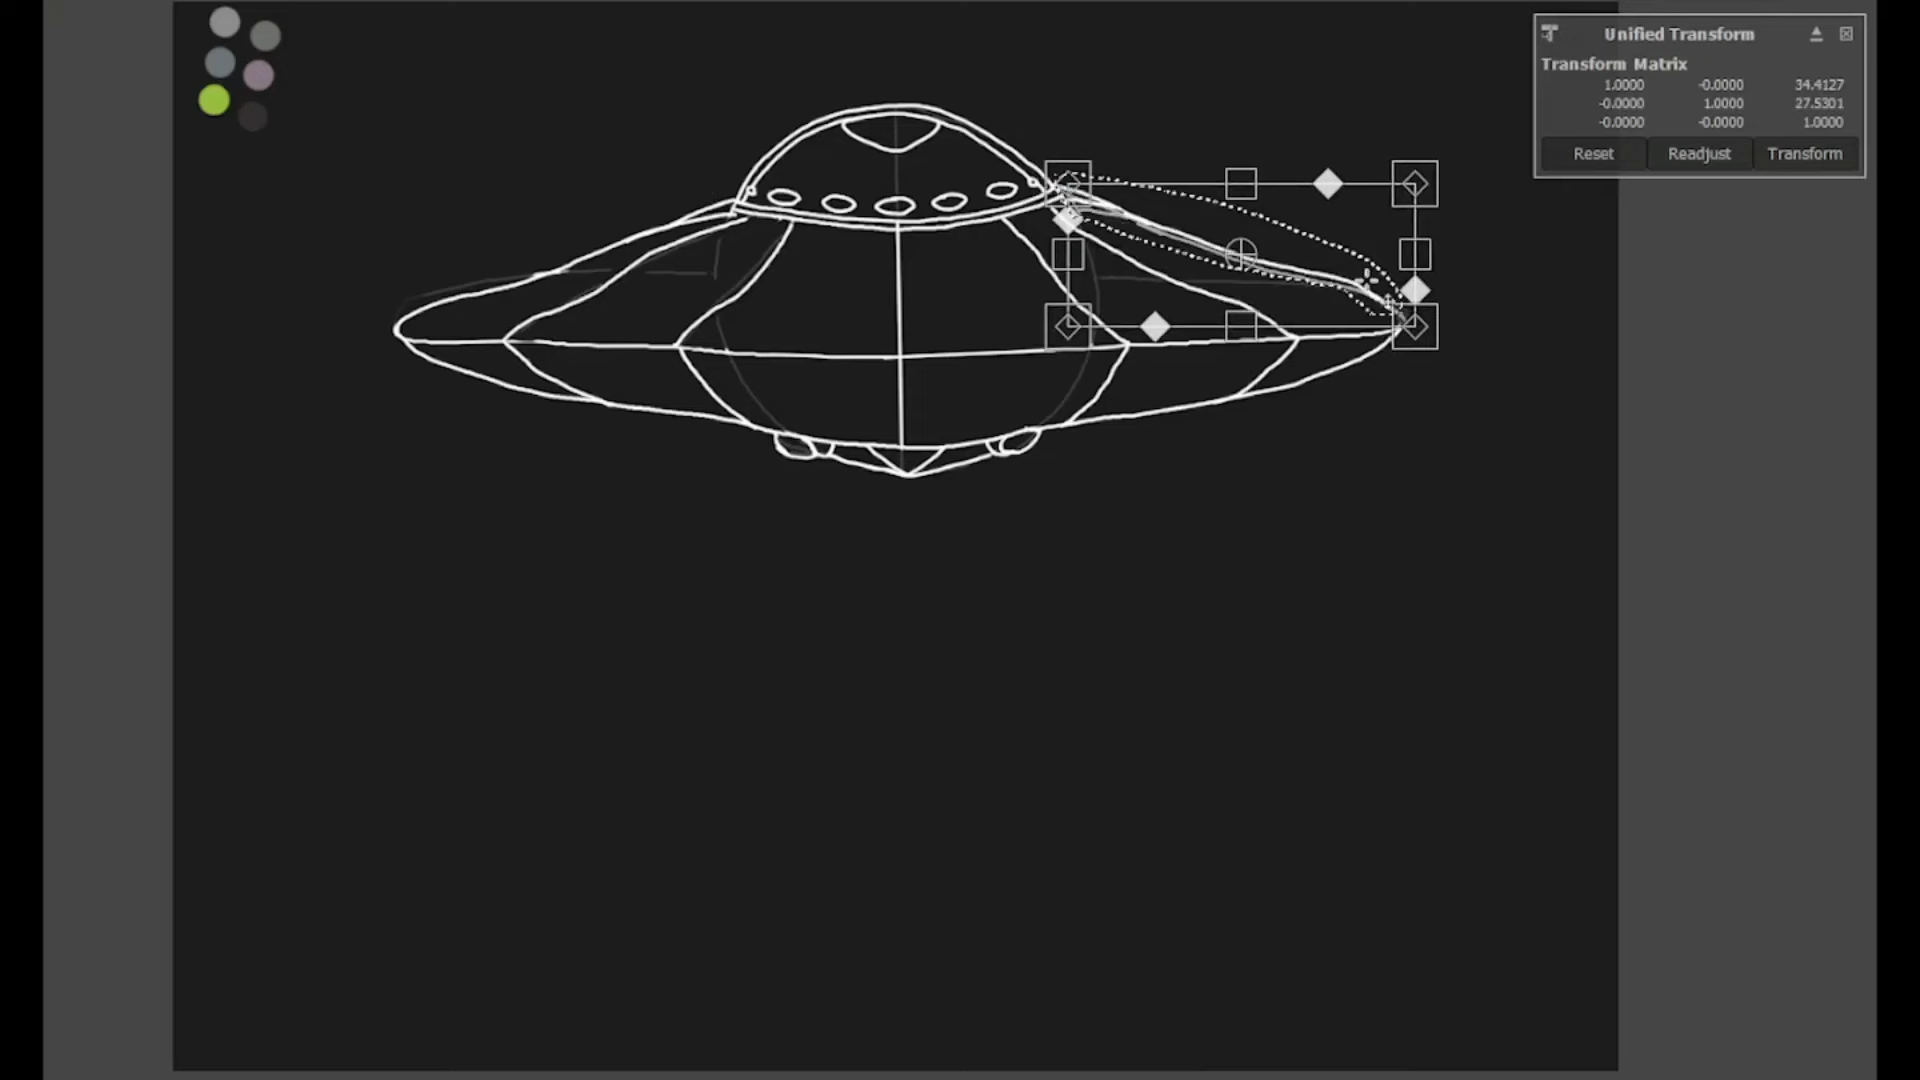 Unified Transform
Transform Matrix
1.0000 -0.0000 34.4127
-0.0000 1.0000 27.5301
-0.0000 -0.0000 1.0000
Reset Readjust Transform